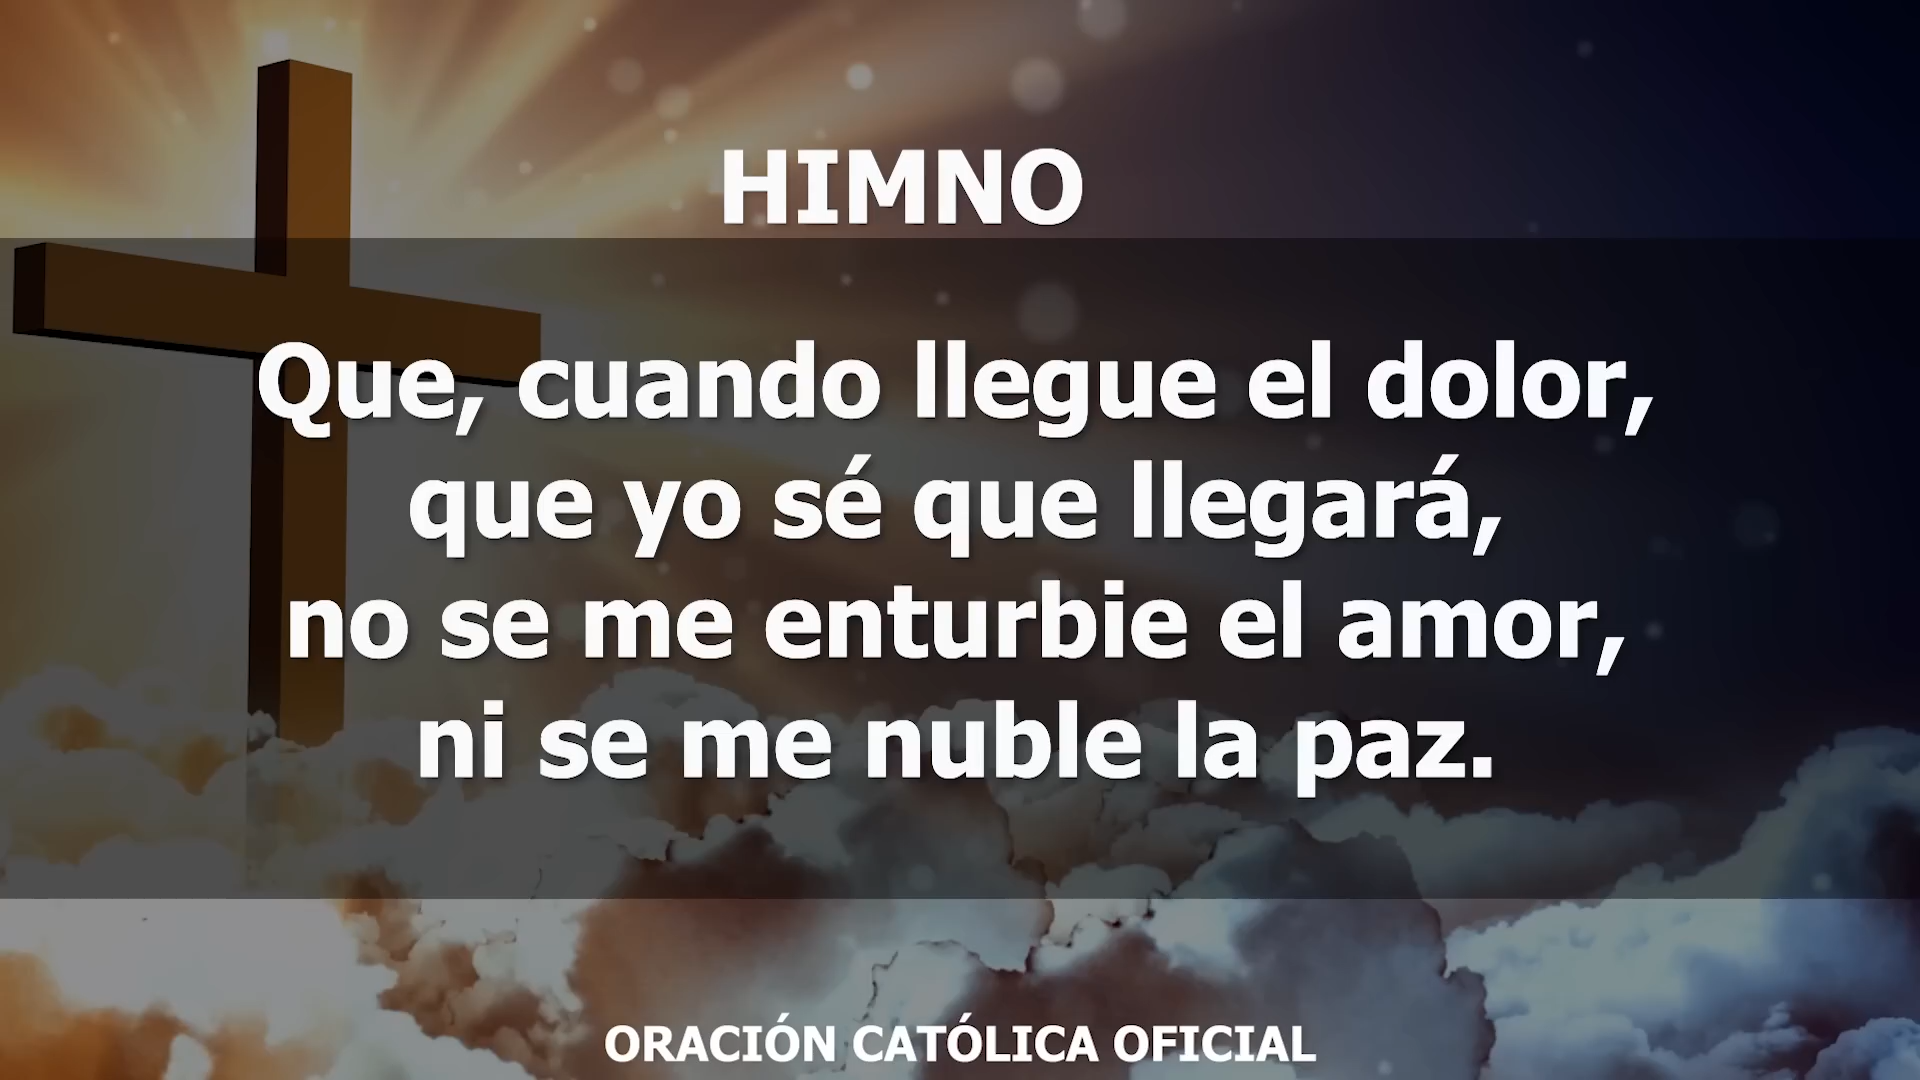 HIMNO
Que, cuando llegue el dolor,
que yo sé que llegará,
no se me enturbie el amor,
ni se me nuble la paz.
ORACIÓN CATÓLICA OFICIAL